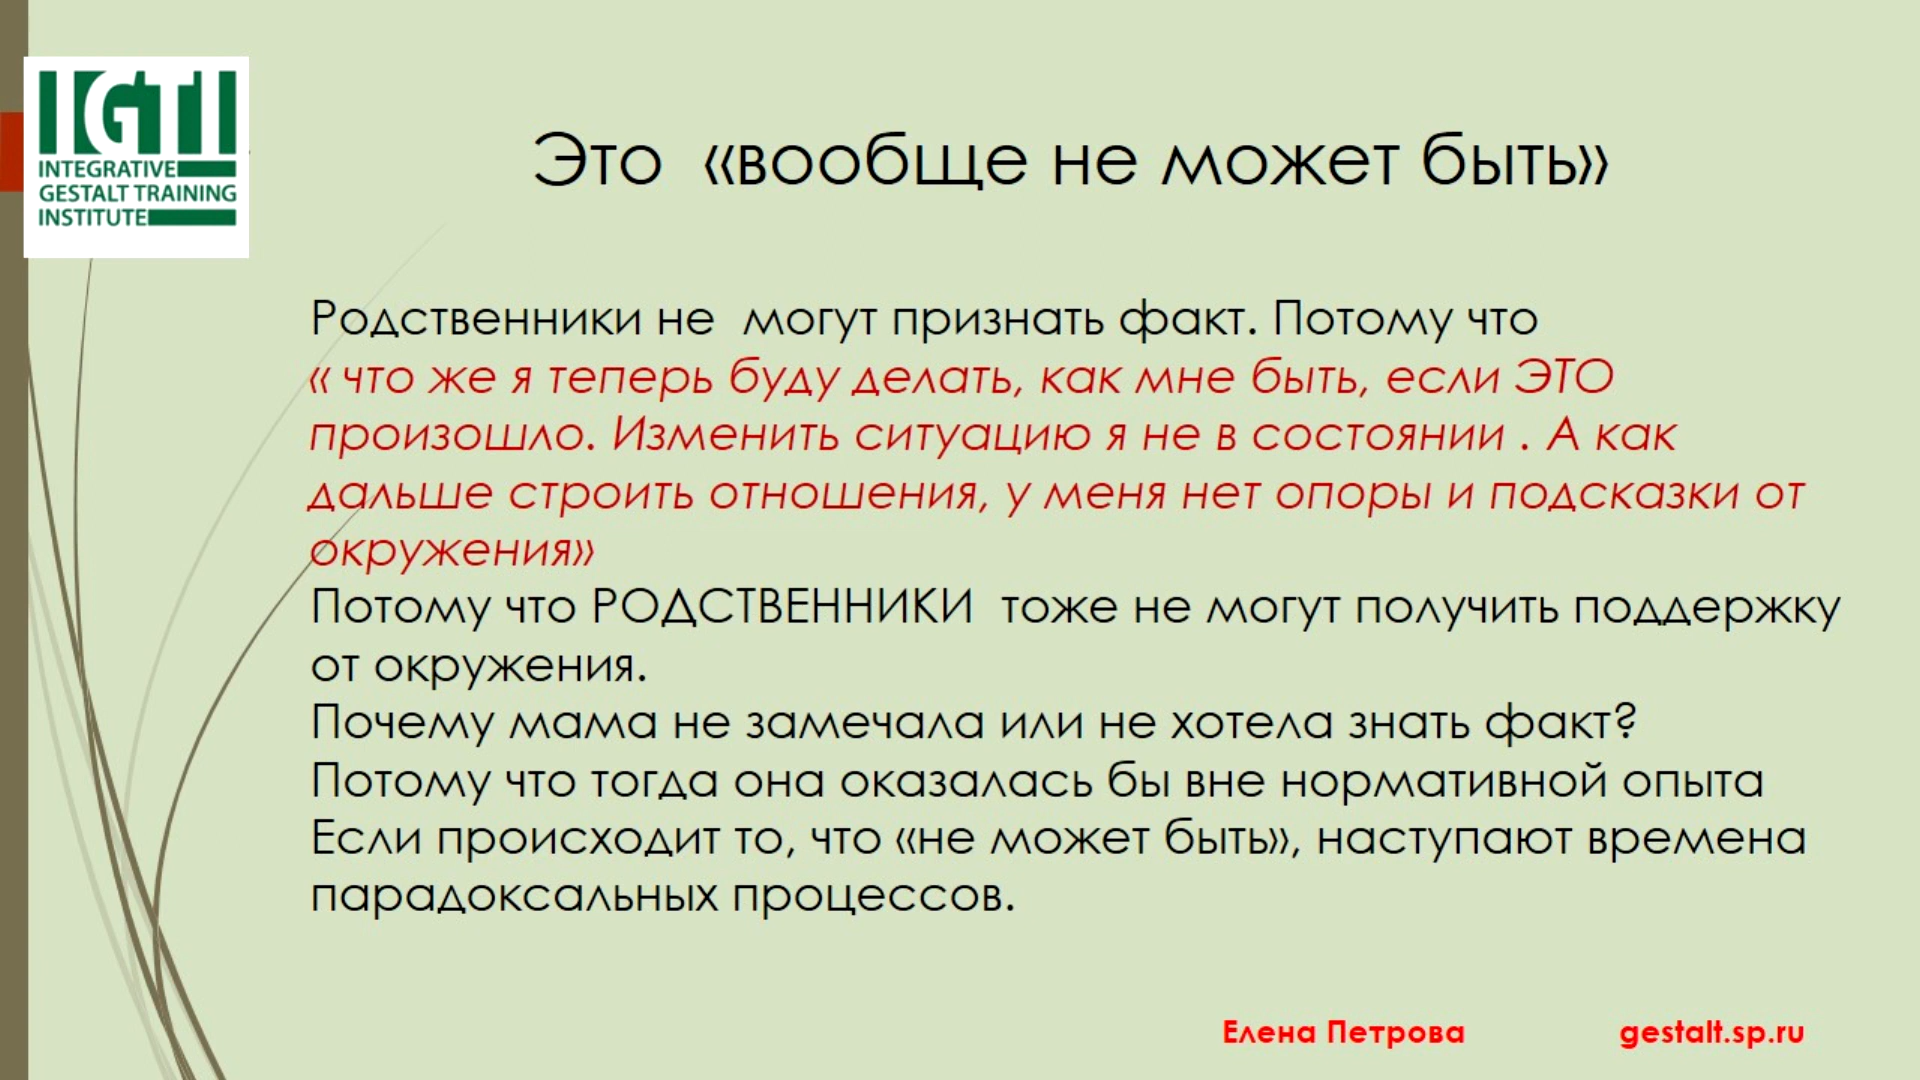 IGTI
INTEGRATIVE
GESTALT TRAINING
INSTITUTE
Это «вообще не может быть»
Родственники не могут признать факт. Потому что
« что же я теперь буду делать, как мне быть, если ЭТО
произошло. Изменить ситуацию я не в состоянии . А как
дальше строить отношения, у меня нет опоры и подсказки от
окружения»
Потому что РОДСТВЕННИКИ тоже не могут получить поддержку
от окружения.
Почему мама не замечала или не хотела знать факт?
Потому что тогда она оказалась бы вне нормативной опыта
Если происходит то, что «не может быть», наступают времена
парадоксальных процессов.
Елена Петрова gestalt.sp.ru